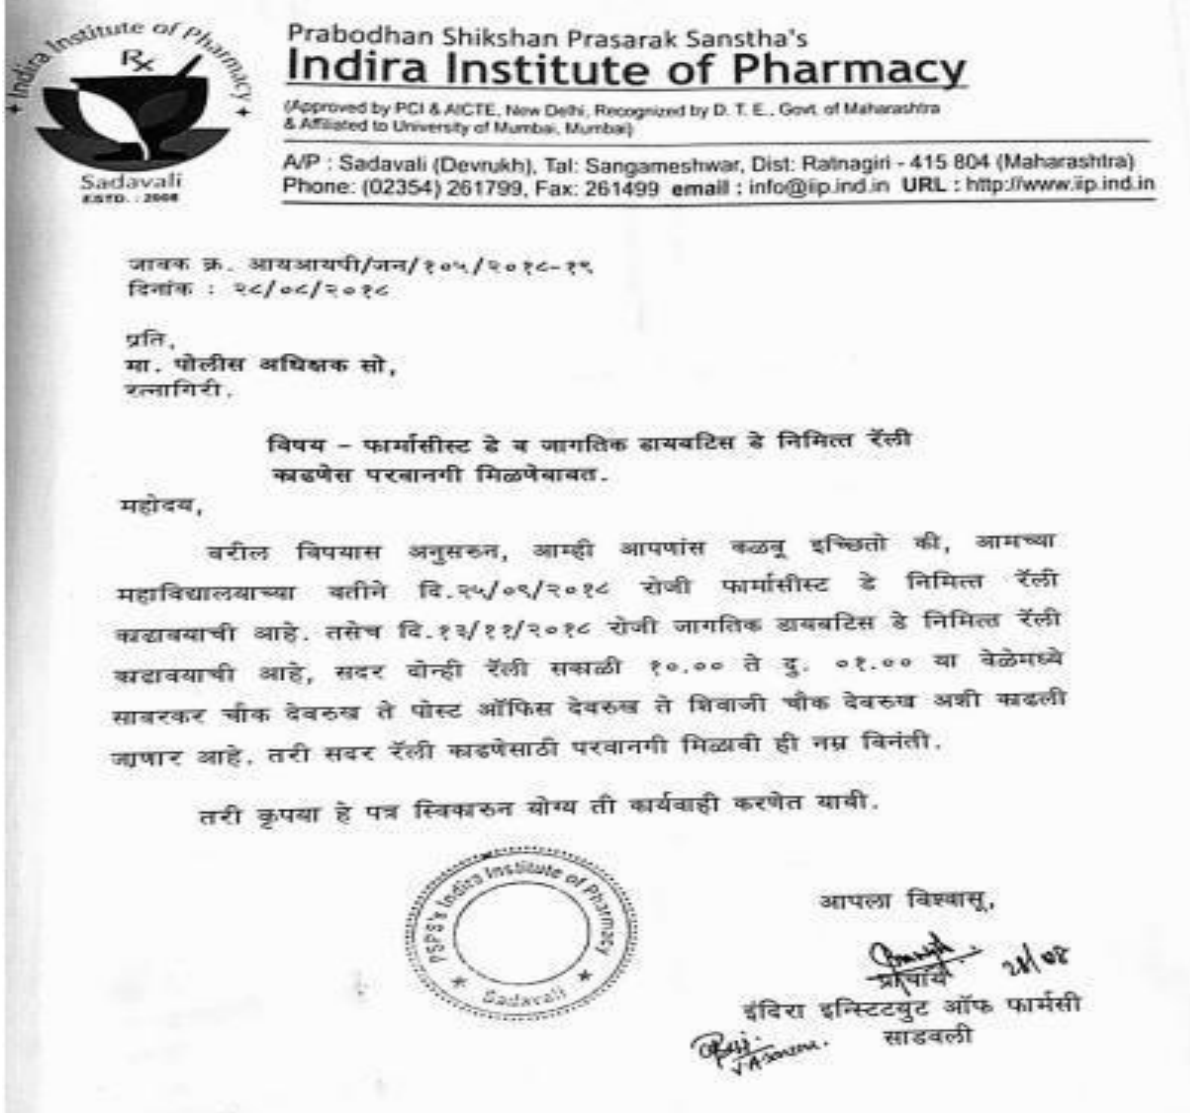 Indira Institute of Pharmacy
Rx
Sadavali
ESTD. : 2008
Prabodhan Shikshan Prasarak Sanstha's
Indira Institute of Pharmacy
(Approved by PCI & AICTE, New Delhi, Recognized by D. T. E., Govt. of Maharashtra
& Affiliated to University of Mumbai, Mumbai)
A/P : Sadavali (Devrukh), Tal: Sangameshwar, Dist: Ratnagiri - 415 804 (Maharashtra)
Phone: (02354) 261799, Fax: 261499 email : info@iip.ind.in URL : http://www.iip.ind.in
जावक क्र. आयआयपी/जन/१०५/२०१८-१९
दिनांक : २८/०८/२०१८
प्रति,
मा. पोलीस अधिक्षक सो,
रत्नागिरी.
विषय – फार्मासीस्ट डे व जागतिक डायबटिस डे निमित्त रॅली
काढणेस परवानगी मिळणेबाबत.
महोदय,
वरील विषयास अनुसरुन, आम्ही आपणांस कळवू इच्छितो की, आमच्या
महाविद्यालयाच्या वतीने दि.२५/०९/२०१८ रोजी फार्मासीस्ट डे निमित्त रॅली
काढावयाची आहे. तसेच दि.१३/११/२०१८ रोजी जागतिक डायबटिस डे निमित्त रॅली
काढावयाची आहे, सदर दोन्ही रॅली सकाळी १०.०० ते दु. ०१.०० या वेळेमध्ये
सावरकर चौक देवरुख ते पोस्ट ऑफिस देवरुख ते शिवाजी चौक देवरुख अशी काढली
जाणार आहे. तरी सदर रॅली काढणेसाठी परवानगी मिळावी ही नम्र विनंती.
तरी कृपया हे पत्र स्विकारुन योग्य ती कार्यवाही करणेत यावी.
PSPS's Indira Institute of Pharmacy
Sadavali
आपला विश्वासू,
प्राचार्य 28/08
इंदिरा इन्स्टिटयुट ऑफ फार्मसी
साडवली